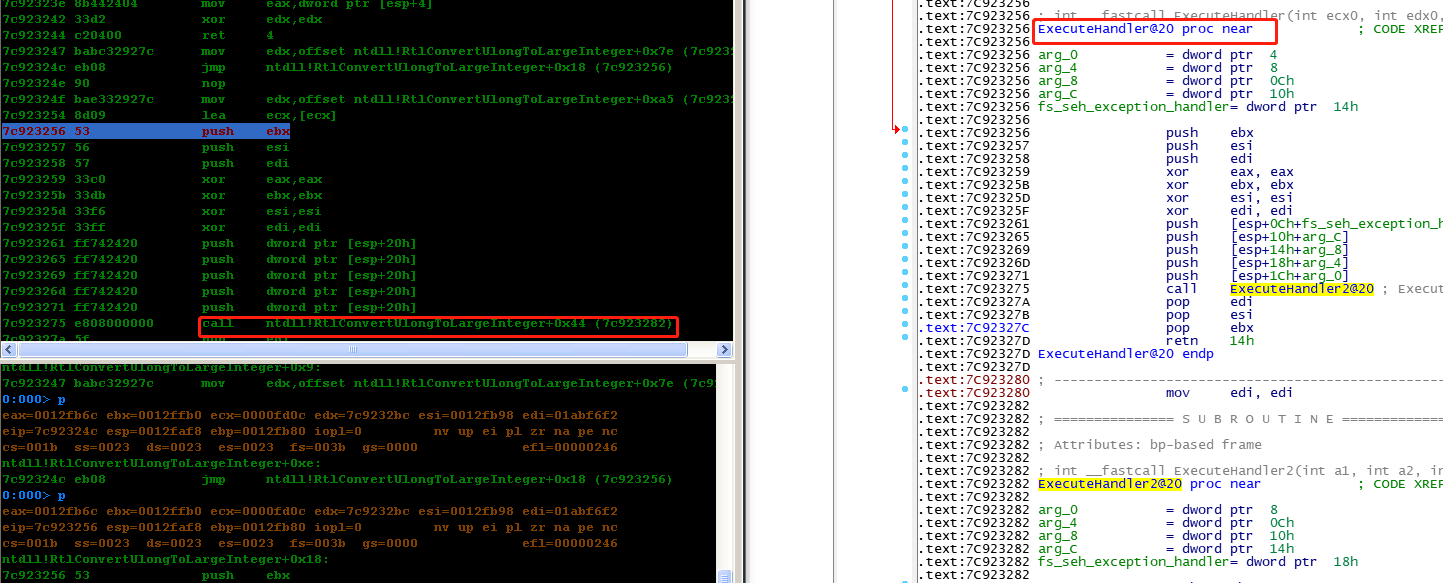 7c92323e 8b442404 mov eax,dword ptr [esp+4]
7c923242 33d2 xor edx,edx
7c923244 c20400 ret 4
7c923247 babc32927c mov edx,offset ntdll!RtlConvertUlongToLargeInteger+0x7e (7c923
7c92324c eb08 jmp ntdll!RtlConvertUlongToLargeInteger+0x18 (7c923256)
7c92324e 90 nop
7c92324f bae332927c mov edx,offset ntdll!RtlConvertUlongToLargeInteger+0xa5 (7c923
7c923254 8d09 lea ecx,[ecx]
7c923256 53 push ebx
7c923257 56 push esi
7c923258 57 push edi
7c923259 33c0 xor eax,eax
7c92325b 33db xor ebx,ebx
7c92325d 33f6 xor esi,esi
7c92325f 33ff xor edi,edi
7c923261 ff742420 push dword ptr [esp+20h]
7c923265 ff742420 push dword ptr [esp+20h]
7c923269 ff742420 push dword ptr [esp+20h]
7c92326d ff742420 push dword ptr [esp+20h]
7c923271 ff742420 push dword ptr [esp+20h]
7c923275 e808000000 call ntdll!RtlConvertUlongToLargeInteger+0x44 (7c923282)
7c92327a 5f pop edi
ntdll!RtlConvertUlongToLargeInteger+0x9:
7c923247 babc32927c mov edx,offset ntdll!RtlConvertUlongToLargeInteger+0x7e (7c9
0:000> p
eax=0012fb6c ebx=0012ffb0 ecx=0000fd0c edx=7c9232bc esi=0012fb98 edi=01abf6f2
eip=7c92324c esp=0012faf8 ebp=0012fb80 iopl=0 nv up ei pl zr na pe nc
cs=001b ss=0023 ds=0023 es=0023 fs=003b gs=0000 efl=00000246
ntdll!RtlConvertUlongToLargeInteger+0xe:
7c92324c eb08 jmp ntdll!RtlConvertUlongToLargeInteger+0x18 (7c923256)
0:000> p
eax=0012fb6c ebx=0012ffb0 ecx=0000fd0c edx=7c9232bc esi=0012fb98 edi=01abf6f2
eip=7c923256 esp=0012faf8 ebp=0012fb80 iopl=0 nv up ei pl zr na pe nc
cs=001b ss=0023 ds=0023 es=0023 fs=003b gs=0000 efl=00000246
ntdll!RtlConvertUlongToLargeInteger+0x18:
7c923256 53 push ebx
.text:7C923256
.text:7C923256 ; int __fastcall ExecuteHandler(int ecx0, int edx0,
.text:7C923256 ExecuteHandler@20 proc near ; CODE XREF
.text:7C923256
.text:7C923256 arg_0 = dword ptr 4
.text:7C923256 arg_4 = dword ptr 8
.text:7C923256 arg_8 = dword ptr 0Ch
.text:7C923256 arg_C = dword ptr 10h
.text:7C923256 fs_seh_exception_handler= dword ptr 14h
.text:7C923256
.text:7C923256 push ebx
.text:7C923257 push esi
.text:7C923258 push edi
.text:7C923259 xor eax, eax
.text:7C92325B xor ebx, ebx
.text:7C92325D xor esi, esi
.text:7C92325F xor edi, edi
.text:7C923261 push [esp+0Ch+fs_seh_exception_h
.text:7C923265 push [esp+10h+arg_C]
.text:7C923269 push [esp+14h+arg_8]
.text:7C92326D push [esp+18h+arg_4]
.text:7C923271 push [esp+1Ch+arg_0]
.text:7C923275 call ExecuteHandler2@20 ; Execut
.text:7C92327A pop edi
.text:7C92327B pop esi
.text:7C92327C pop ebx
.text:7C92327D retn 14h
.text:7C92327D ExecuteHandler@20 endp
.text:7C92327D
.text:7C923280 ; ---------------------------------------------------
.text:7C923280 mov edi, edi
.text:7C923282
.text:7C923282 ; =============== S U B R O U T I N E =============
.text:7C923282
.text:7C923282 ; Attributes: bp-based frame
.text:7C923282
.text:7C923282 ; int __fastcall ExecuteHandler2(int a1, int a2, in
.text:7C923282 ExecuteHandler2@20 proc near ; CODE XREF
.text:7C923282
.text:7C923282 arg_0 = dword ptr 8
.text:7C923282 arg_4 = dword ptr 0Ch
.text:7C923282 arg_8 = dword ptr 10h
.text:7C923282 arg_C = dword ptr 14h
.text:7C923282 fs_seh_exception_handler= dword ptr 18h
.text:7C923282